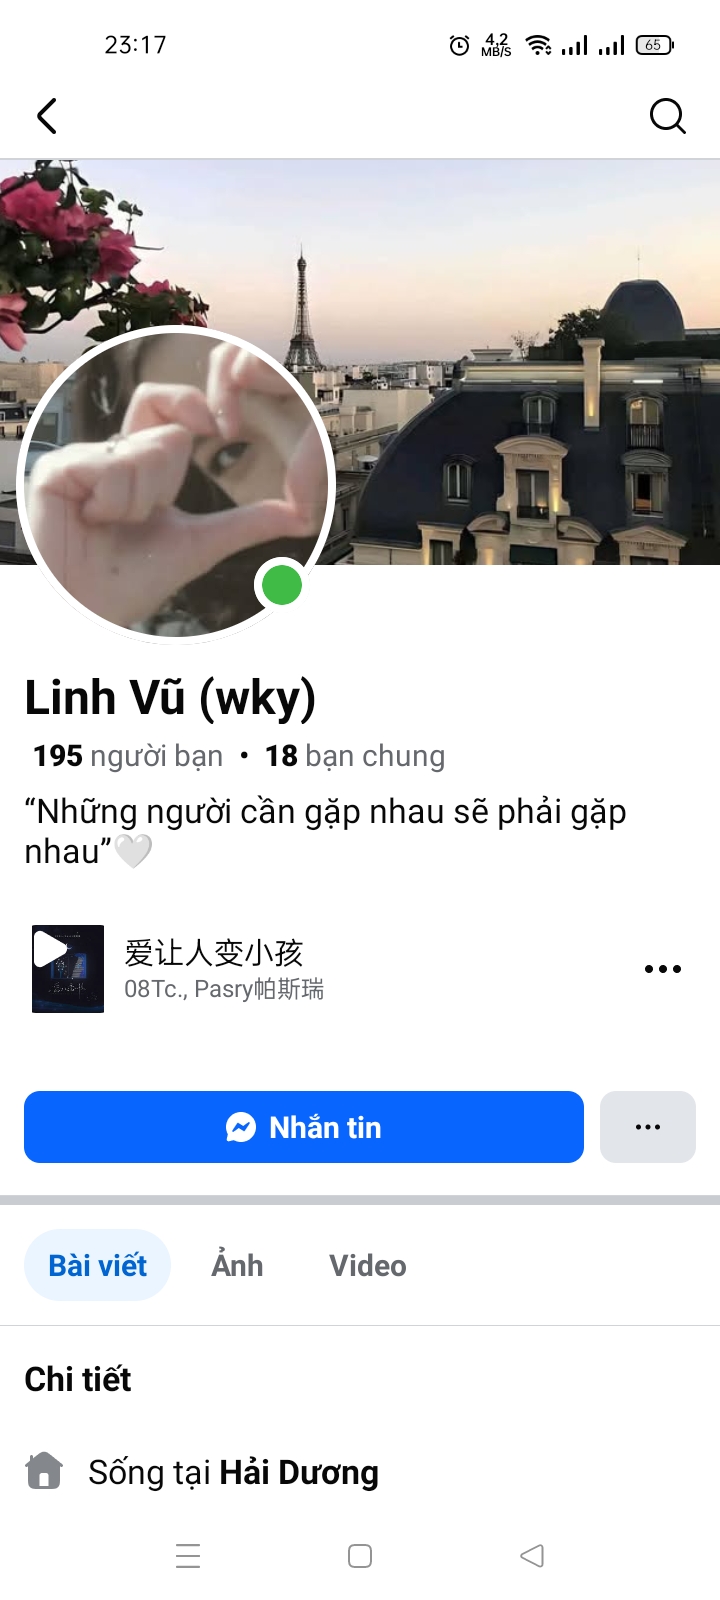 23:17
4.2
MB/S
65
Linh Vũ (wky)
195 người bạn • 18 bạn chung
“Những người cần gặp nhau sẽ phải gặp
nhau”🤍
爱让人变小孩
08Tc., Pasry帕斯瑞
Nhắn tin
Bài viết
Ảnh
Video
Chi tiết
Sống tại Hải Dương